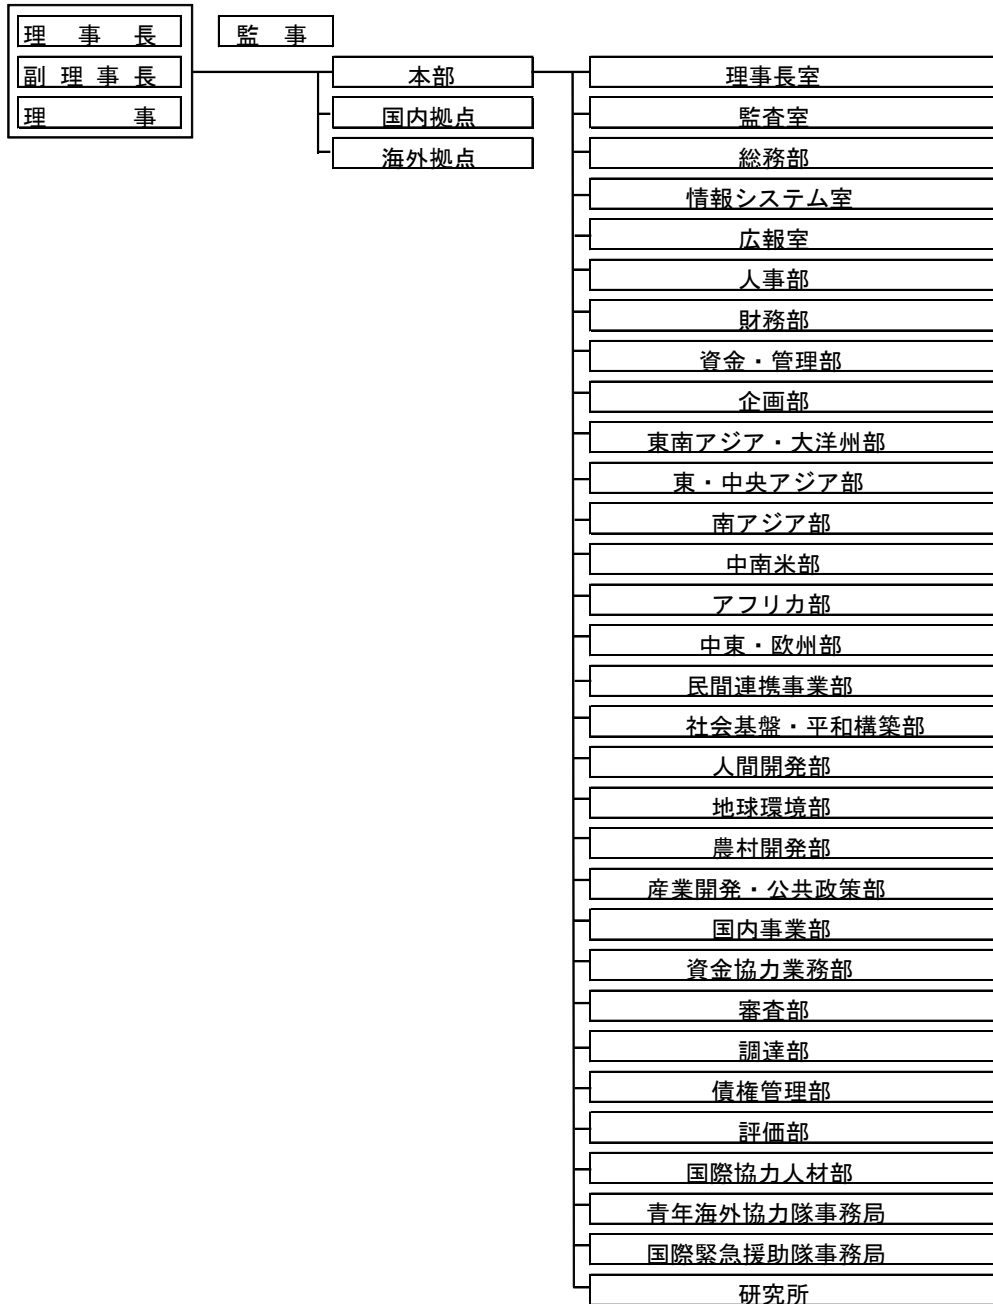 理事長
監事
副理事長
理事
本部
国内拠点
海外拠点
理事長室
監査室
総務部
情報システム室
広報室
人事部
財務部
資金・管理部
企画部
東南アジア・大洋州部
東・中央アジア部
南アジア部
中南米部
アフリカ部
中東・欧州部
民間連携事業部
社会基盤・平和構築部
人間開発部
地球環境部
農村開発部
産業開発・公共政策部
国内事業部
資金協力業務部
審査部
調達部
債権管理部
評価部
国際協力人材部
青年海外協力隊事務局
国際緊急援助隊事務局
研究所